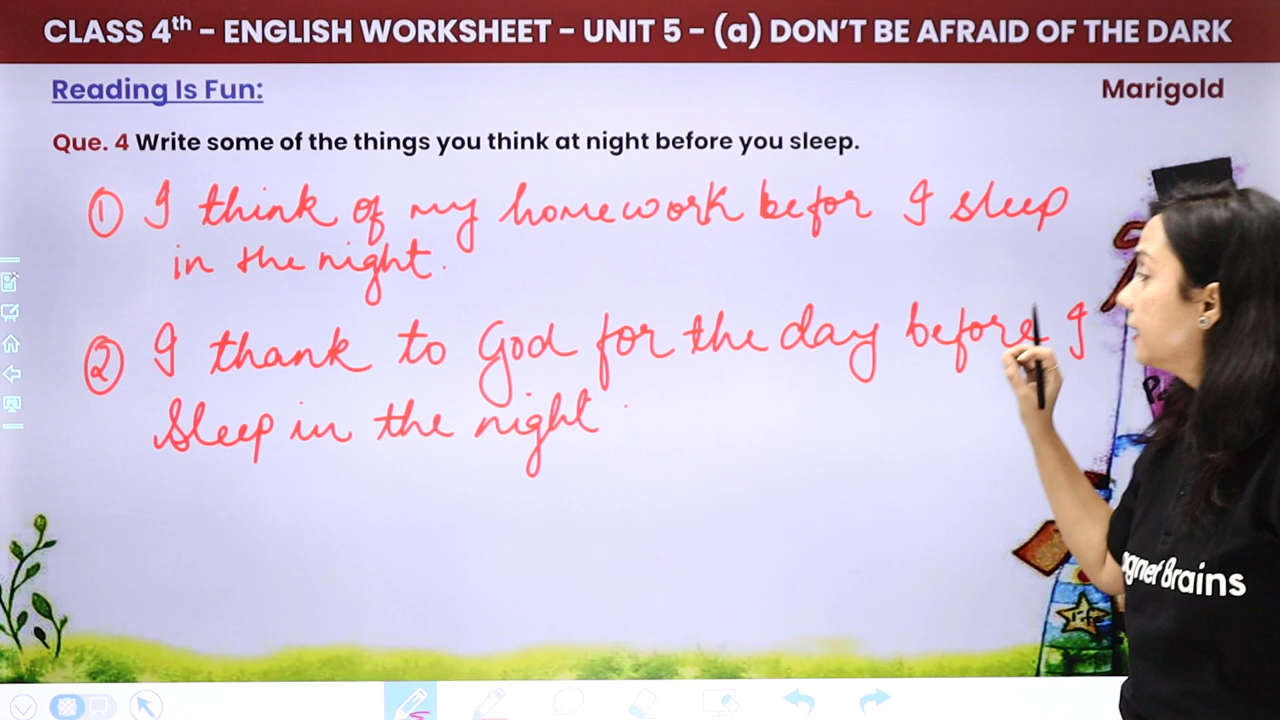 CLASS 4th – ENGLISH WORKSHEET – UNIT 5 – (a) DON'T BE AFRAID OF THE DARK
Reading Is Fun:
Marigold
Que. 4 Write some of the things you think at night before you sleep.
① I think of my homework befor I sleep
in the night.
② I thank to God for the day before I
Sleep in the night.
gnet Brains